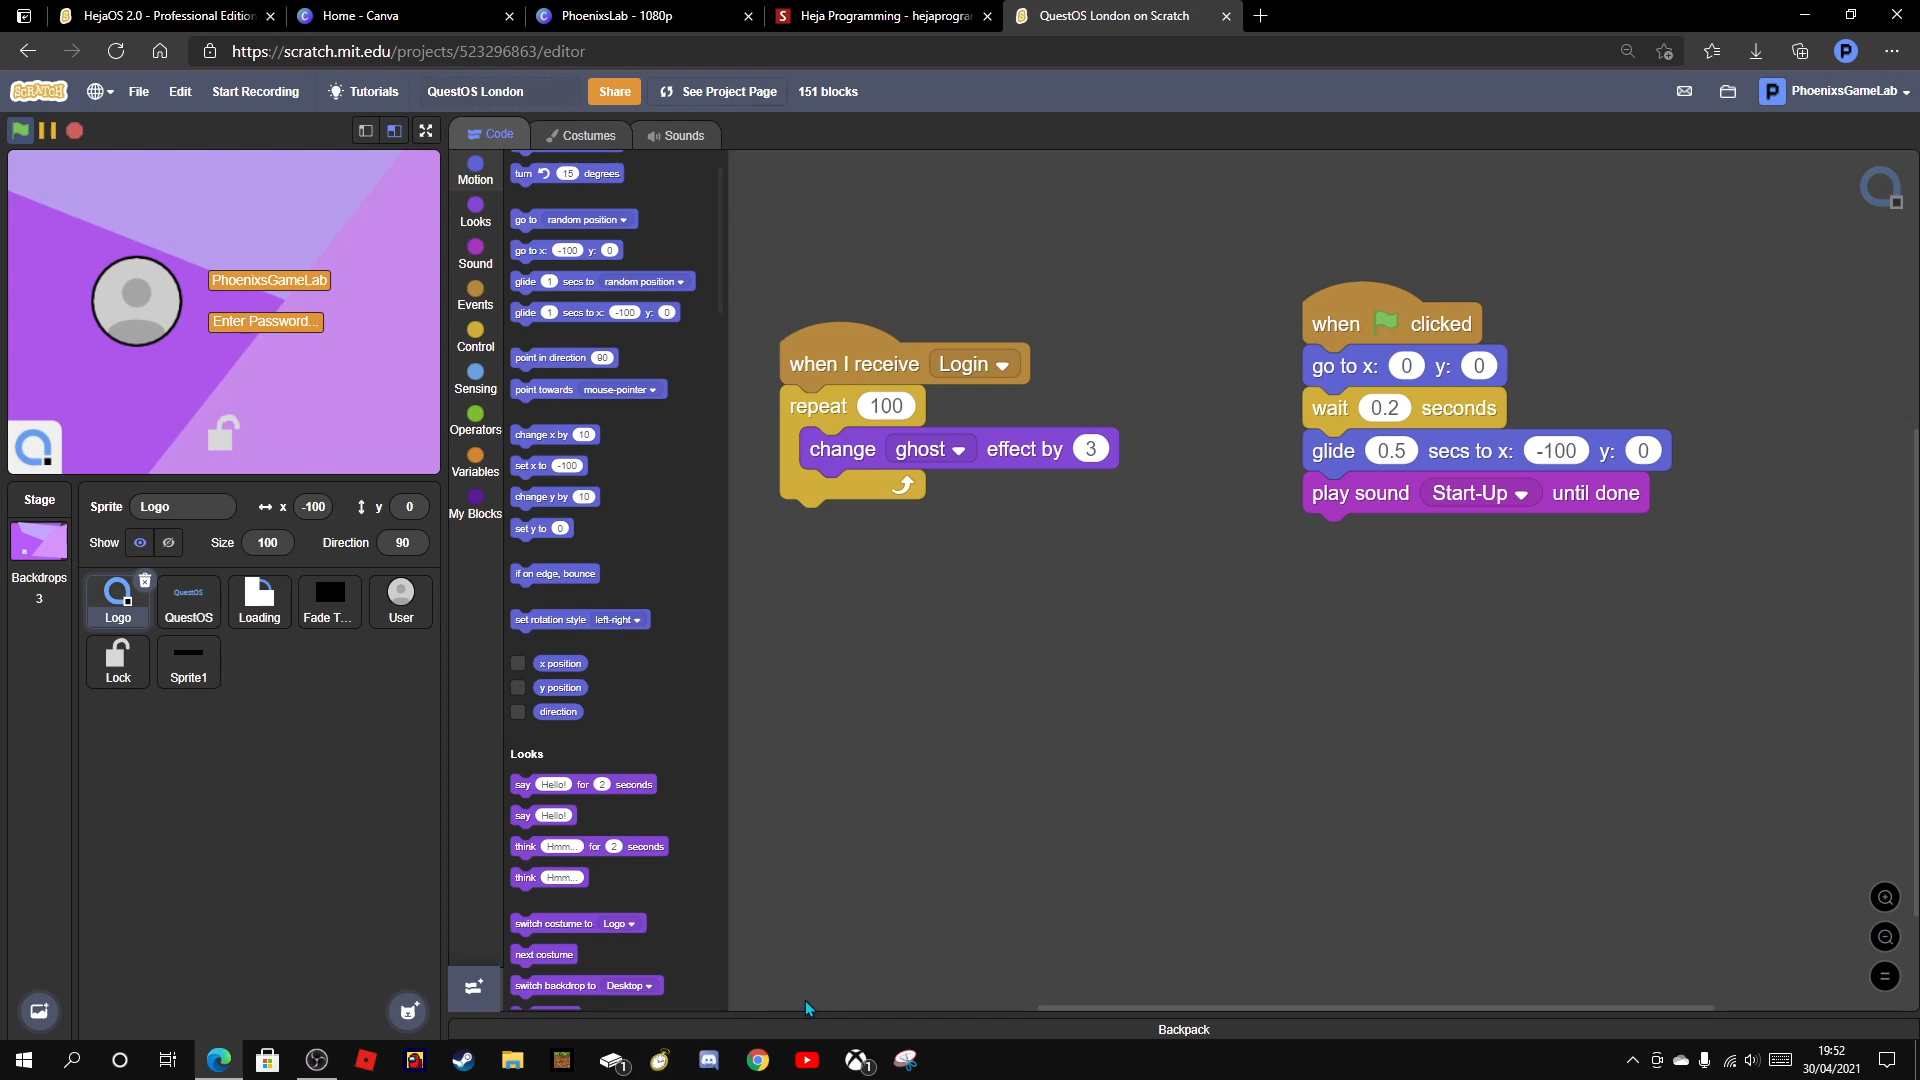 HejaOS 2.0 - Professional Edition
Home - Canva
PhoenixsLab - 1080p
Heja Programming - hejaprogra
QuestOS London on Scratch
https://scratch.mit.edu/projects/523296863/editor
SCRATCH
File
Edit
Start Recording
Tutorials
QuestOS London
Share
See Project Page
151 blocks
PhoenixsGameLab
Code
Costumes
Sounds
PhoenixsGameLab
Enter Password...
Stage
Backdrops
3
Sprite Logo x -100 y 0
Show Size 100 Direction 90
Logo
QuestOS
QuestOS
Loading
Fade T...
User
Lock
Sprite1
Motion
Looks
Sound
Events
Control
Sensing
Operators
Variables
My Blocks
turn 15 degrees
go to random position
go to x: -100 y: 0
glide 1 secs to random position
glide 1 secs to x: -100 y: 0
point in direction 90
point towards mouse-pointer
change x by 10
set x to -100
change y by 10
set y to 0
if on edge, bounce
set rotation style left-right
x position
y position
direction
Looks
say Hello! for 2 seconds
say Hello!
think Hmm... for 2 seconds
think Hmm...
switch costume to Logo
next costume
switch backdrop to Desktop
when I receive Login
repeat 100
change ghost effect by 3
when clicked
go to x: 0 y: 0
wait 0.2 seconds
glide 0.5 secs to x: -100 y: 0
play sound Start-Up until done
Backpack
19:52
30/04/2021